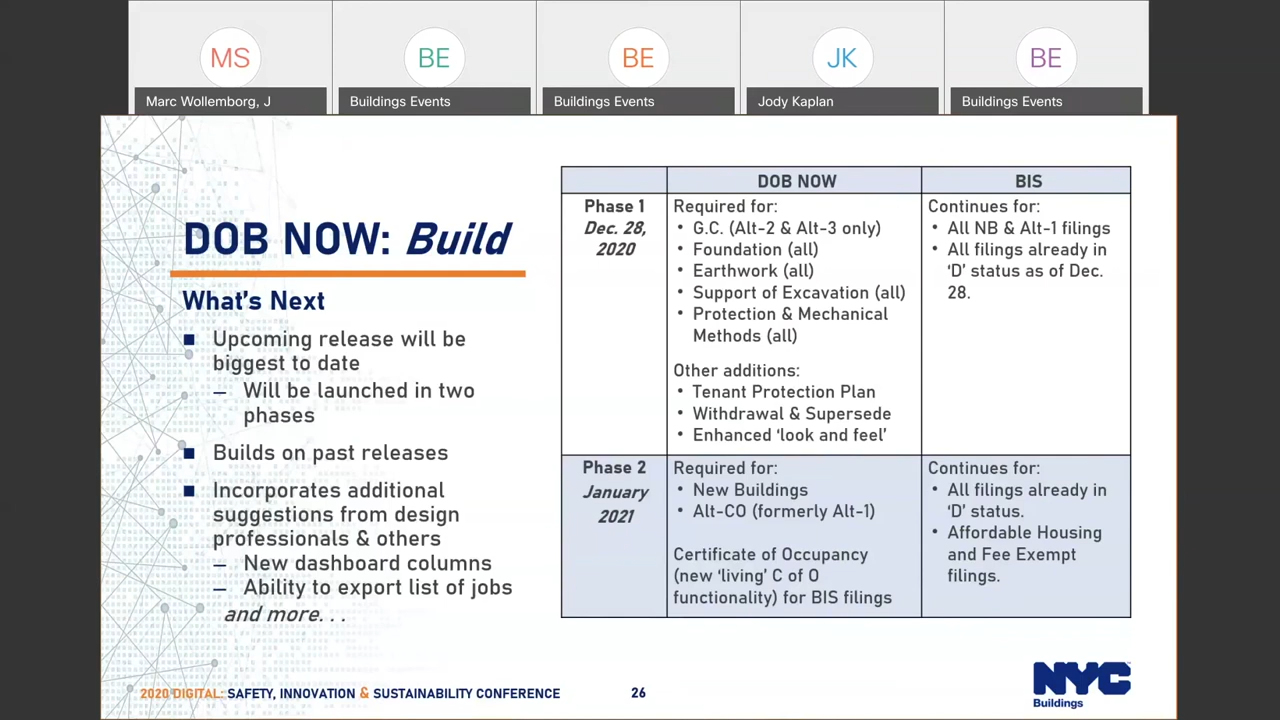 MS
BE
BE
JK
BE
Marc Wollemborg, J
Buildings Events
Buildings Events
Jody Kaplan
Buildings Events
DOB NOW: Build
What's Next
■ Upcoming release will be
biggest to date
– Will be launched in two
phases
■ Builds on past releases
■ Incorporates additional
suggestions from design
professionals & others
– New dashboard columns
– Ability to export list of jobs
and more. . .
DOB NOW
BIS
Phase 1
Dec. 28,
2020
Required for:
• G.C. (Alt-2 & Alt-3 only)
• Foundation (all)
• Earthwork (all)
• Support of Excavation (all)
• Protection & Mechanical
Methods (all)
Other additions:
• Tenant Protection Plan
• Withdrawal & Supersede
• Enhanced ‘look and feel’
Continues for:
• All NB & Alt-1 filings
• All filings already in
‘D’ status as of Dec.
28.
Phase 2
January
2021
Required for:
• New Buildings
• Alt-CO (formerly Alt-1)
Certificate of Occupancy
(new ‘living’ C of O
functionality) for BIS filings
Continues for:
• All filings already in
‘D’ status.
• Affordable Housing
and Fee Exempt
filings.
2020 DIGITAL: SAFETY, INNOVATION & SUSTAINABILITY CONFERENCE
26
NYC
Buildings